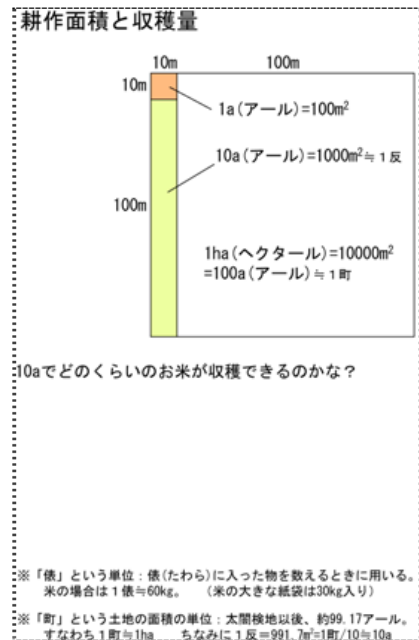 耕作面積と収穫量
10m
100m
10m
1a(アール)=100m²
10a(アール)=1000m²≒1反
100m
1ha(ヘクタール)=10000m²
=100a(アール)≒1町
10aでどのくらいのお米が収穫できるのかな？
※「俵」という単位：俵(たわら)に入った物を数えるときに用いる。
米の場合は1俵≒60kg。 （米の大きな紙袋は30kg入り）
※「町」という土地の面積の単位：太閤検地以後、約99.17アール。
すなわち1町≒1ha ちなみに1反＝991.7m²=1町/10≒10a